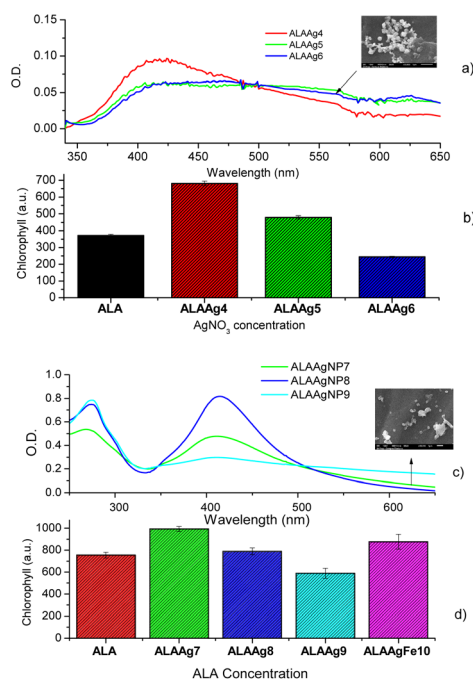 ALAAg4
ALAAg5
ALAAg6
a)
O.D.
0.15
0.10
0.05
0.00
350 400 450 500 550 600 650
Wavelength (nm)
b)
Chlorophyll (a.u.)
700
600
500
400
300
200
100
0
ALA ALAAg4 ALAAg5 ALAAg6
AgNO₃ concentration
ALAAgNP7
ALAAgNP8
ALAAgNP9
c)
O.D.
1.0
0.8
0.6
0.4
0.2
0.0
300 400 500 600
Wavelength (nm)
d)
Chlorophyll (a.u.)
1000
800
600
400
200
0
ALA ALAAg7 ALAAg8 ALAAg9 ALAAgFe10
ALA Concentration